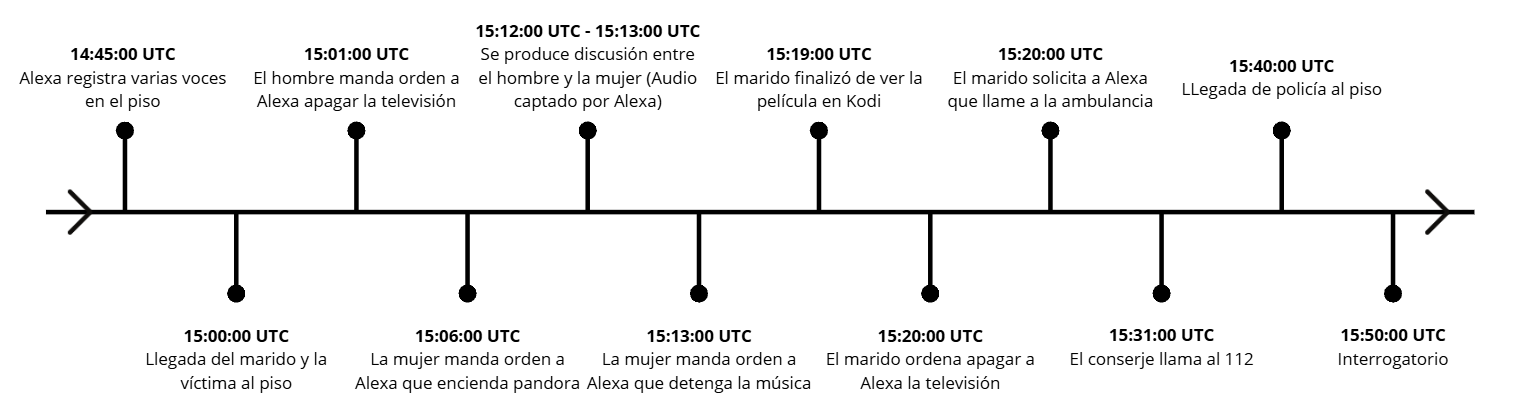 14:45:00 UTC
Alexa registra varias voces
en el piso
15:00:00 UTC
Llegada del marido y la
víctima al piso
15:01:00 UTC
El hombre manda orden a
Alexa apagar la televisión
15:06:00 UTC
La mujer manda orden a
Alexa que encienda pandora
15:12:00 UTC - 15:13:00 UTC
Se produce discusión entre
el hombre y la mujer (Audio
captado por Alexa)
15:13:00 UTC
La mujer manda orden a
Alexa que detenga la música
15:19:00 UTC
El marido finalizó de ver la
película en Kodi
15:20:00 UTC
El marido ordena apagar a
Alexa la televisión
15:20:00 UTC
El marido solicita a Alexa
que llame a la ambulancia
15:31:00 UTC
El conserje llama al 112
15:40:00 UTC
LLegada de policía al piso
15:50:00 UTC
Interrogatorio